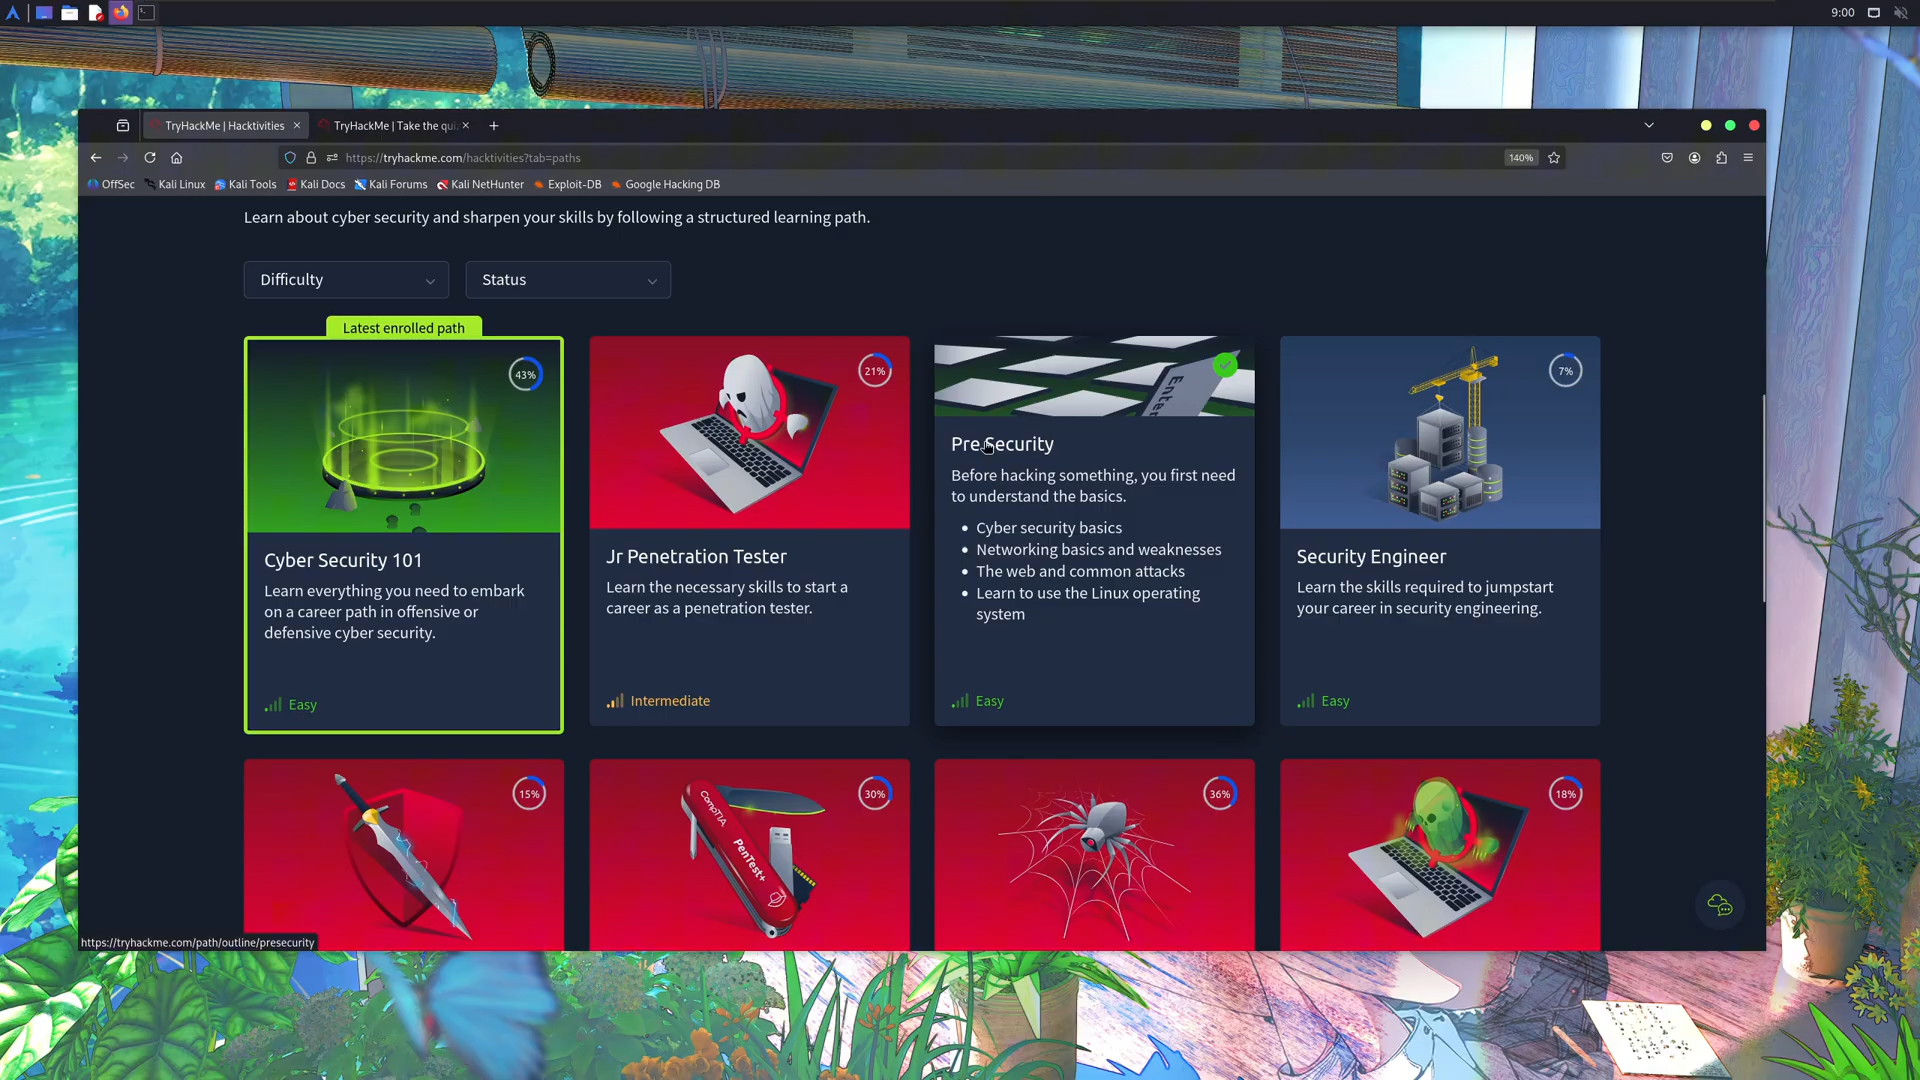 9:00
TryHackMe | Hacktivities
TryHackMe | Take the qui
https://tryhackme.com/hacktivities?tab=paths
140%
OffSec
Kali Linux
Kali Tools
Kali Docs
Kali Forums
Kali NetHunter
Exploit-DB
Google Hacking DB
Learn about cyber security and sharpen your skills by following a structured learning path.
Difficulty
Status
Latest enrolled path
43%
Cyber Security 101
Learn everything you need to embark
on a career path in offensive or
defensive cyber security.
Easy
21%
Jr Penetration Tester
Learn the necessary skills to start a
career as a penetration tester.
Intermediate
Enter
Pre Security
Before hacking something, you first need
to understand the basics.
• Cyber security basics
• Networking basics and weaknesses
• The web and common attacks
• Learn to use the Linux operating
system
Easy
7%
Security Engineer
Learn the skills required to jumpstart
your career in security engineering.
Easy
15%
30%
CompTIA
PenTest+
36%
18%
https://tryhackme.com/path/outline/presecurity